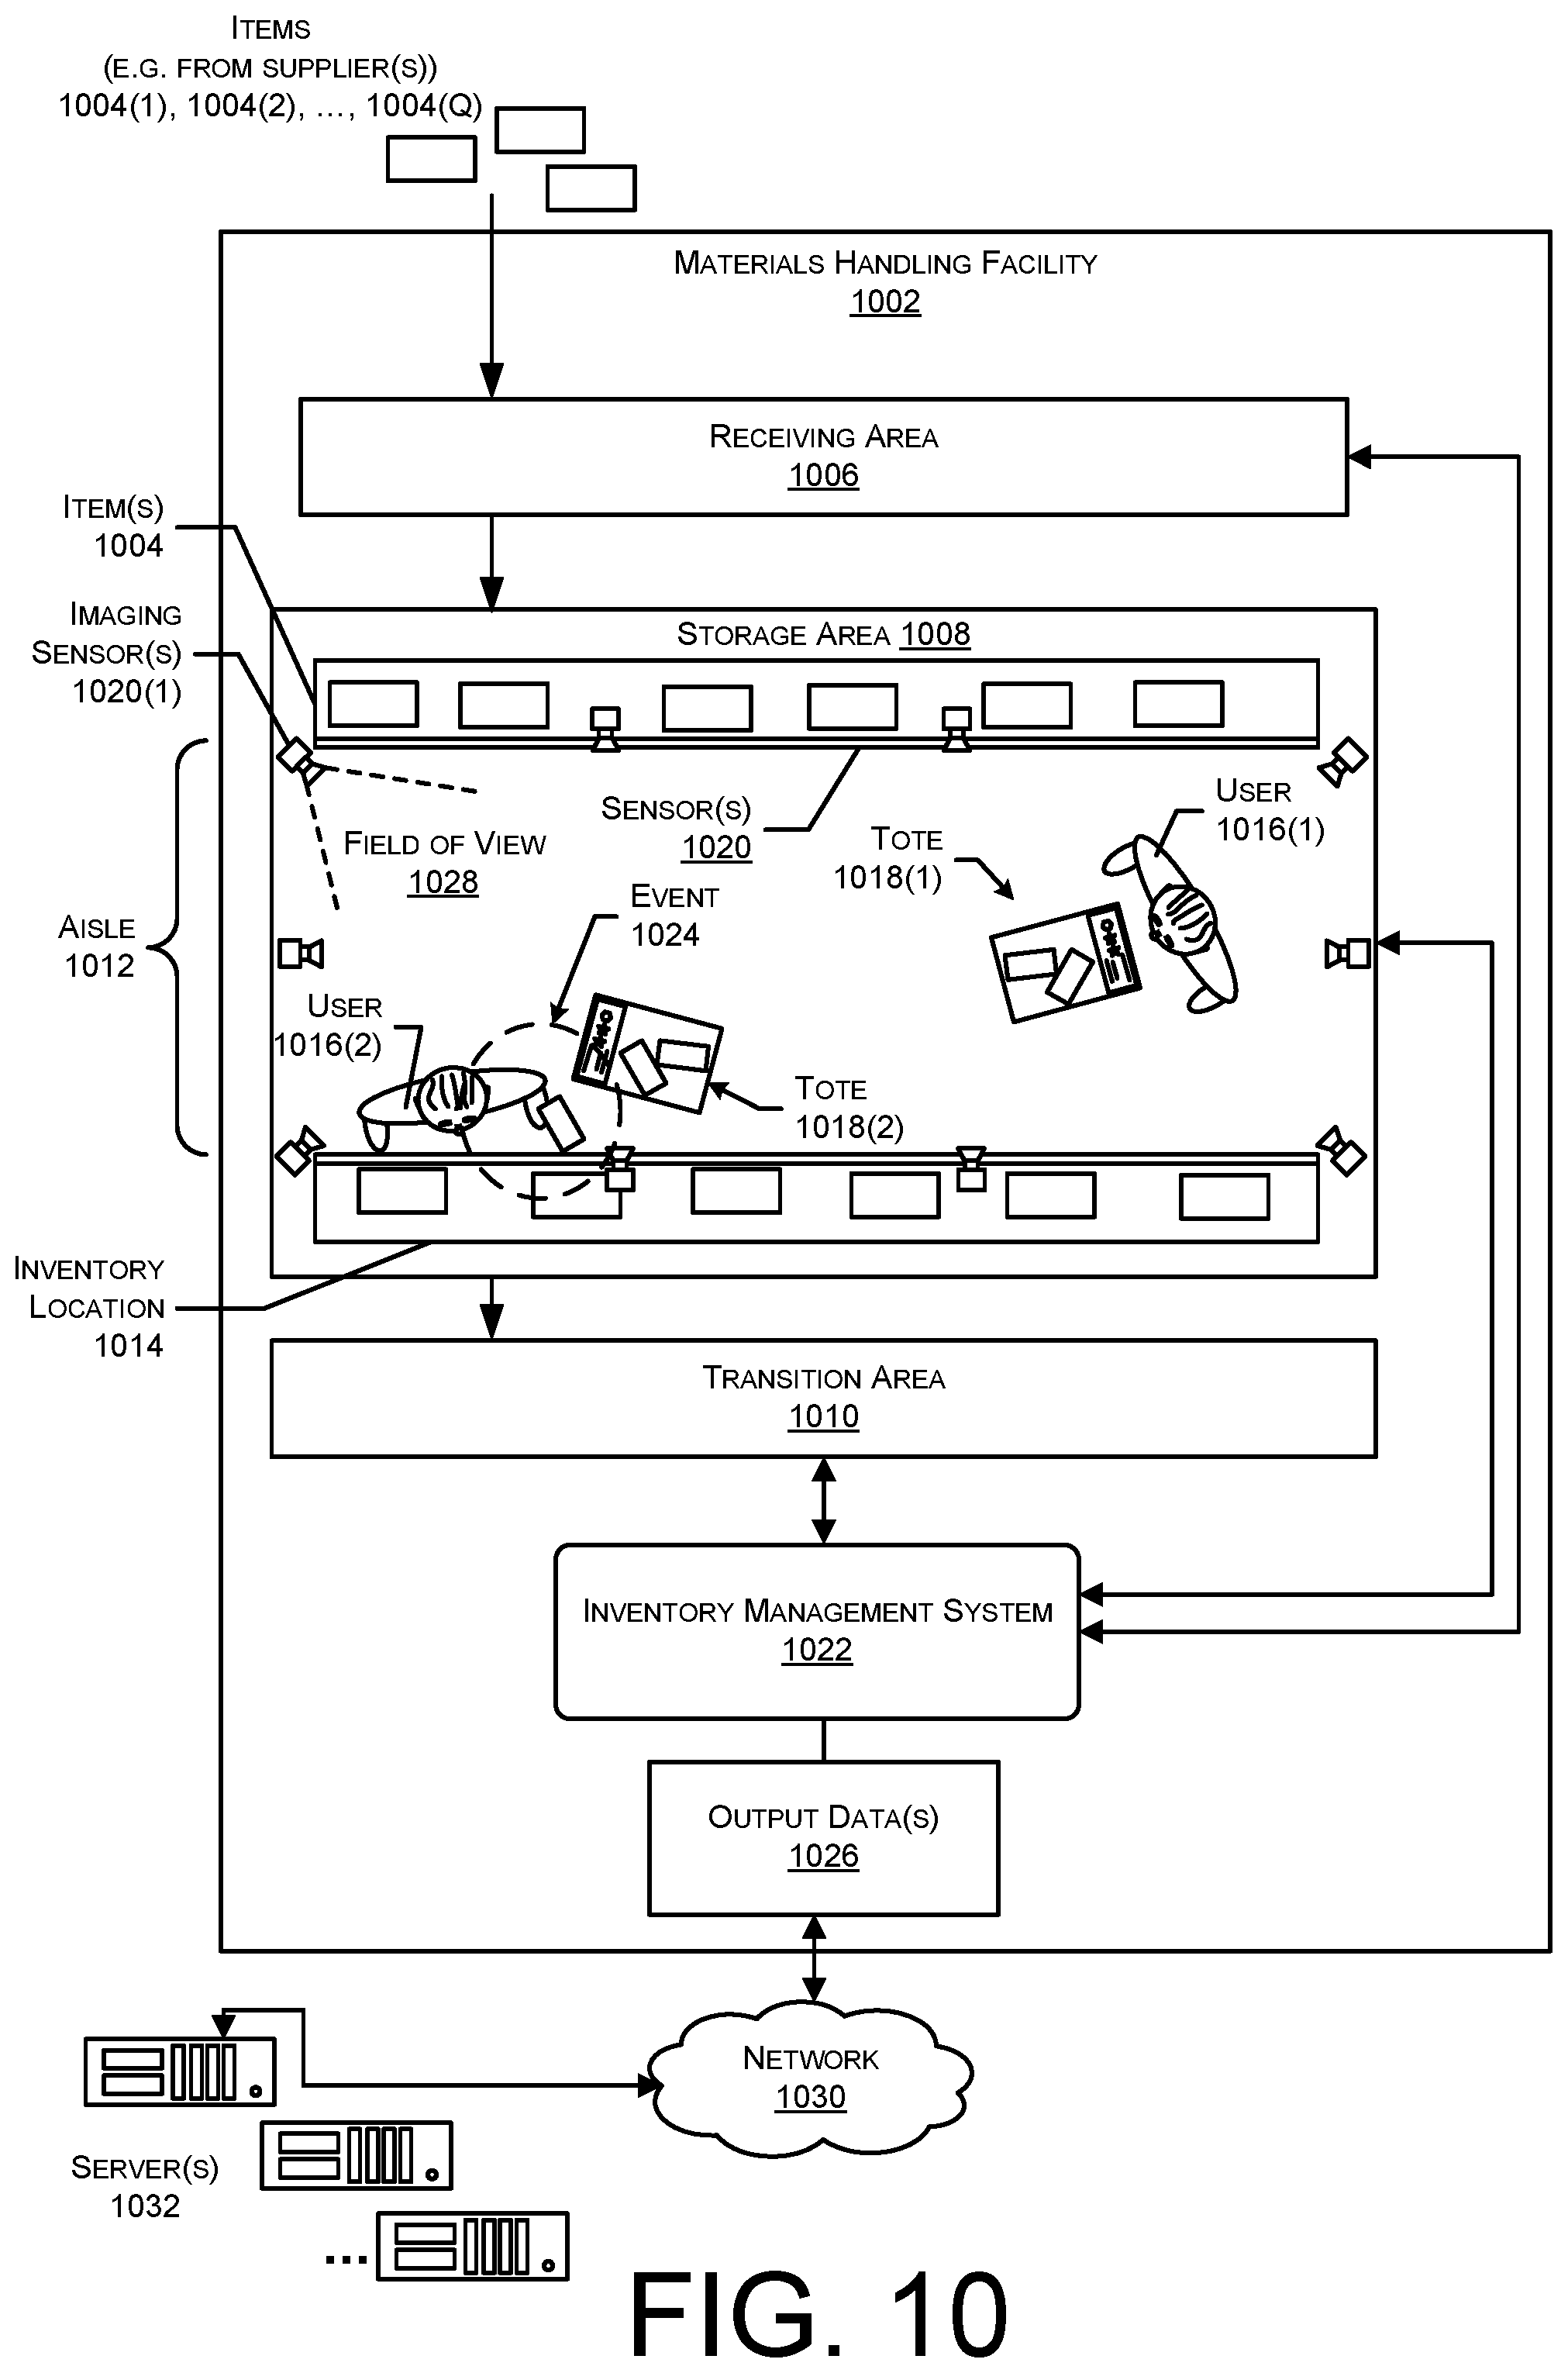 ITEMS
(E.G. FROM SUPPLIER(S))
1004(1), 1004(2), ..., 1004(Q)
MATERIALS HANDLING FACILITY
1002
RECEIVING AREA
1006
ITEM(S)
1004
IMAGING
SENSOR(S)
1020(1)
STORAGE AREA 1008
SENSOR(S)
1020
USER
1016(1)
TOTE
1018(1)
FIELD OF VIEW
1028
EVENT
1024
AISLE
1012
USER
1016(2)
TOTE
1018(2)
INVENTORY
LOCATION
1014
TRANSITION AREA
1010
INVENTORY MANAGEMENT SYSTEM
1022
OUTPUT DATA(S)
1026
NETWORK
1030
SERVER(S)
1032
...
FIG. 10